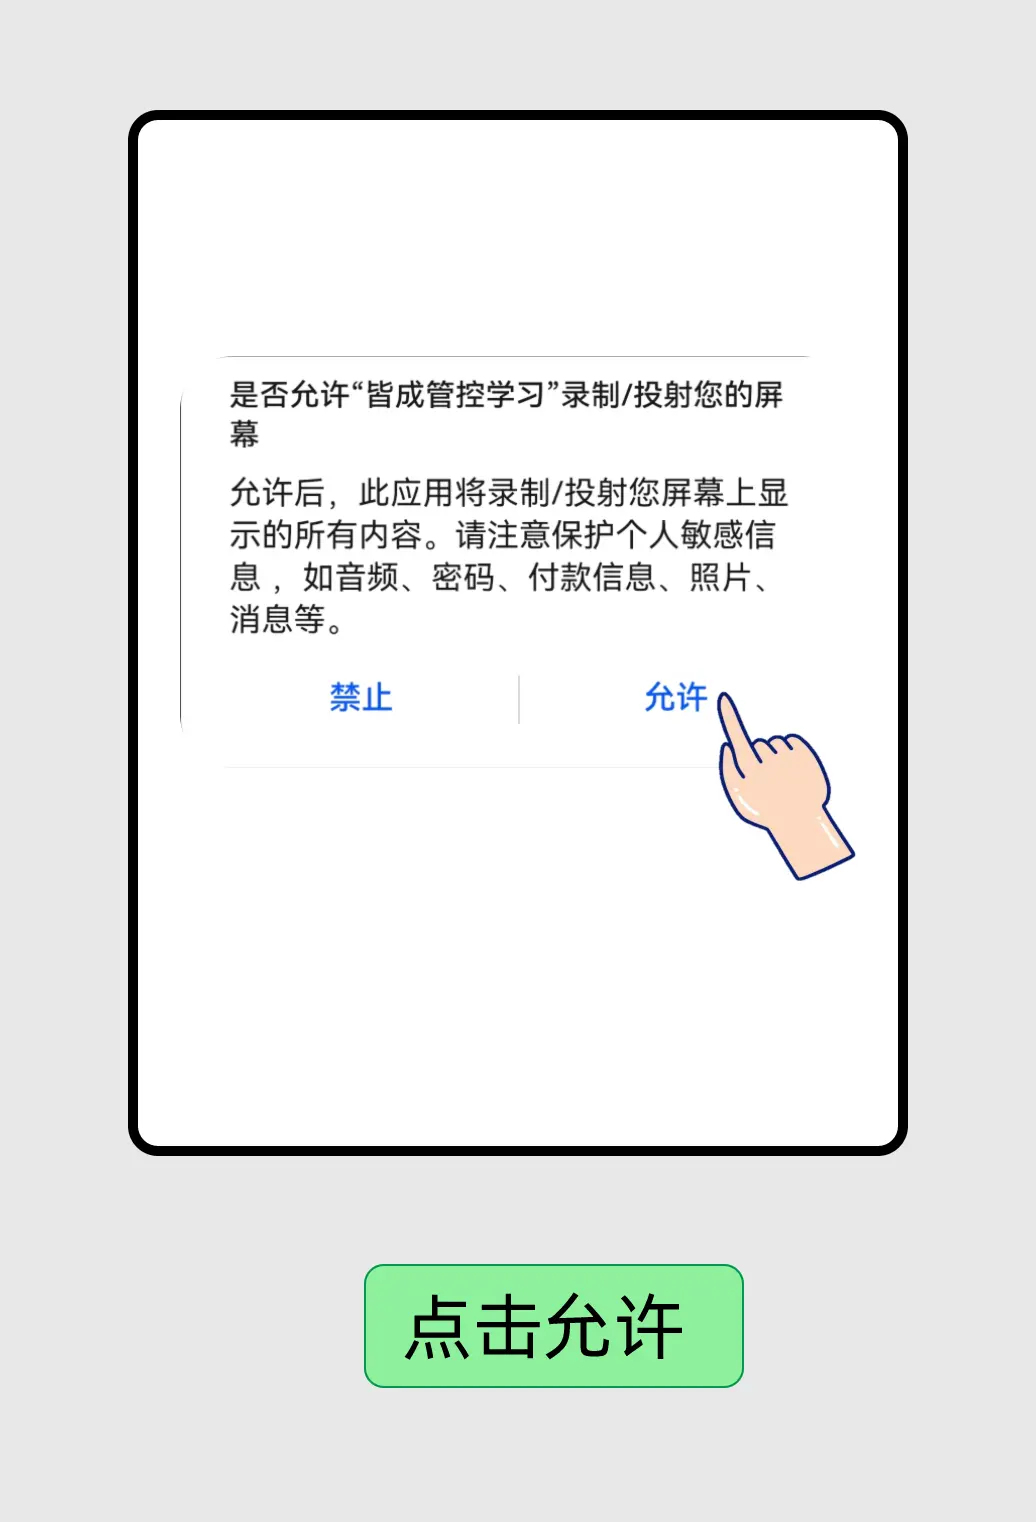 是否允许“皆成管控学习”录制/投射您的屏
幕
允许后，此应用将录制/投射您屏幕上显
示的所有内容。请注意保护个人敏感信
息 ，如音频、密码、付款信息、照片、
消息等。
禁止
允许
点击允许